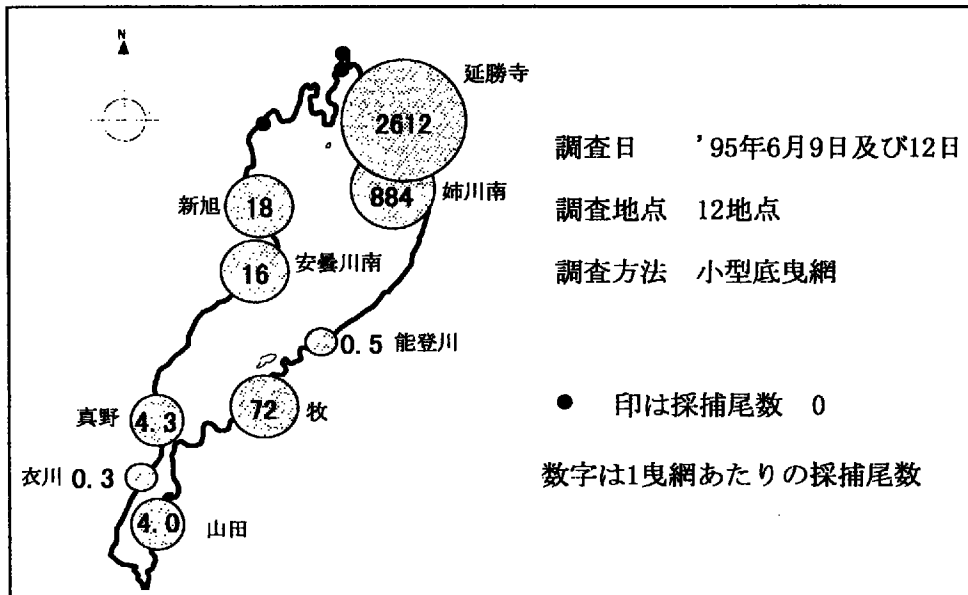 N
延勝寺
2612
調査日 '95年6月9日及び12日
884
姉川南
新旭
18
調査地点 12地点
安曇川南
16
調査方法 小型底曳網
0.5 能登川
真野
4.3
72
牧
● 印は採捕尾数 0
衣川 0.3
数字は1曳網あたりの採捕尾数
4.0
山田